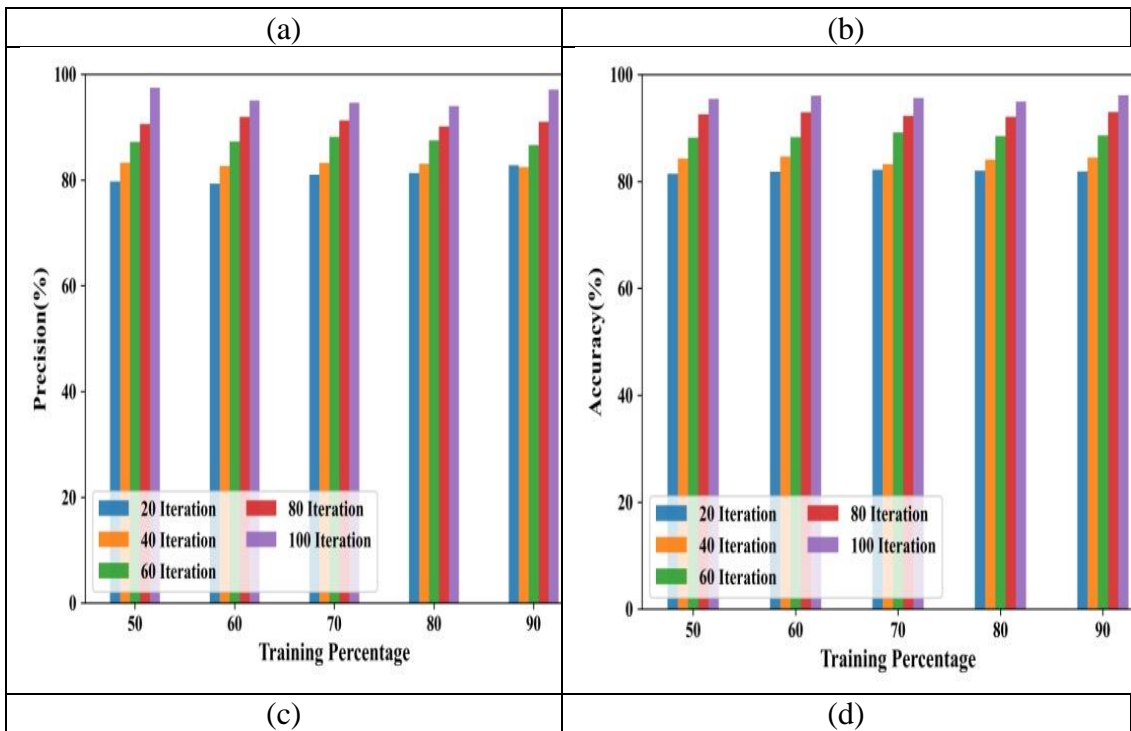 (a)
(b)
100
80
60
40
20
0
Precision(%)
20 Iteration
40 Iteration
60 Iteration
80 Iteration
100 Iteration
50 60 70 80 90
Training Percentage
100
80
60
40
20
0
Accuracy(%)
20 Iteration
40 Iteration
60 Iteration
80 Iteration
100 Iteration
50 60 70 80 90
Training Percentage
(c)
(d)